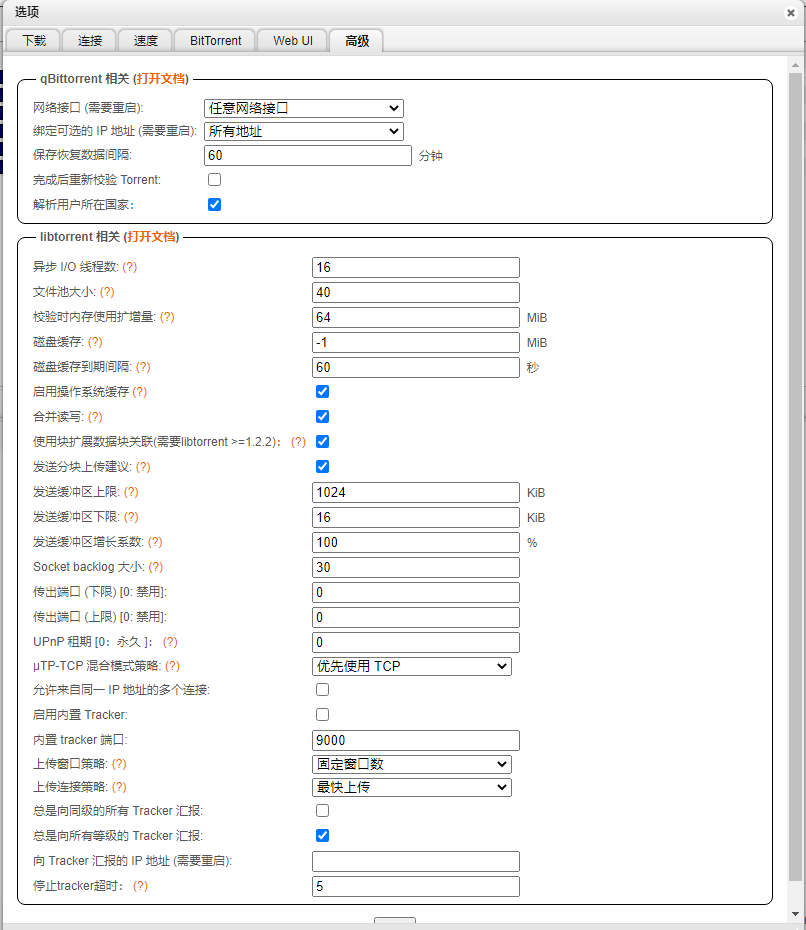 选项
下载 连接 速度 BitTorrent Web UI 高级
qBittorrent 相关 (打开文档)
网络接口 (需要重启): 任意网络接口
绑定可选的 IP 地址 (需要重启): 所有地址
保存恢复数据间隔: 60 分钟
完成后重新校验 Torrent:
解析用户所在国家:
libtorrent 相关 (打开文档)
异步 I/O 线程数: (?) 16
文件池大小: (?) 40
校验时内存使用扩增量: (?) 64 MiB
磁盘缓存: (?) -1 MiB
磁盘缓存到期间隔: (?) 60 秒
启用操作系统缓存 (?)
合并读写: (?)
使用块扩展数据块关联(需要libtorrent >=1.2.2): (?)
发送分块上传建议: (?)
发送缓冲区上限: (?) 1024 KiB
发送缓冲区下限: (?) 16 KiB
发送缓冲区增长系数: (?) 100 %
Socket backlog 大小: (?) 30
传出端口 (下限) [0: 禁用]: 0
传出端口 (上限) [0: 禁用]: 0
UPnP 租期 [0: 永久 ]: (?) 0
μTP-TCP 混合模式策略: (?) 优先使用 TCP
允许来自同一 IP 地址的多个连接:
启用内置 Tracker:
内置 tracker 端口: 9000
上传窗口策略: (?) 固定窗口数
上传连接策略: (?) 最快上传
总是向同级的所有 Tracker 汇报:
总是向所有等级的 Tracker 汇报:
向 Tracker 汇报的 IP 地址 (需要重启):
停止tracker超时: (?) 5